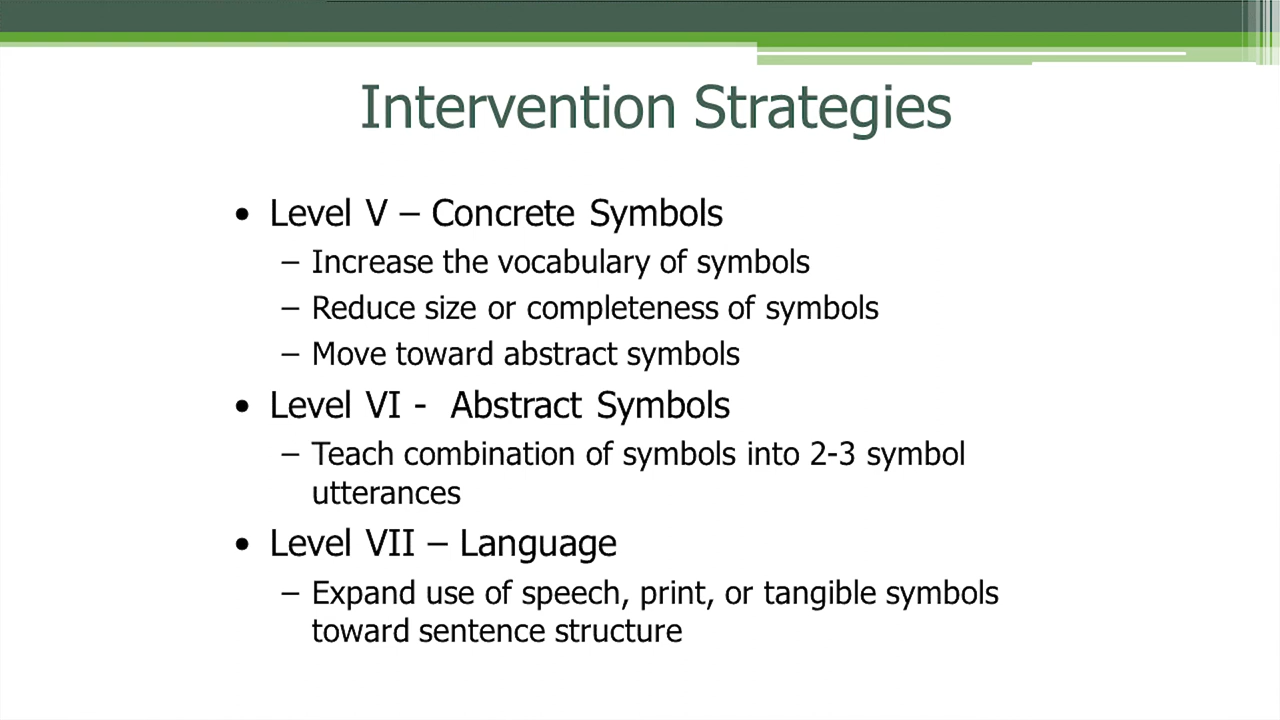 Intervention Strategies
• Level V – Concrete Symbols
– Increase the vocabulary of symbols
– Reduce size or completeness of symbols
– Move toward abstract symbols
• Level VI -  Abstract Symbols
– Teach combination of symbols into 2-3 symbol
utterances
• Level VII – Language
– Expand use of speech, print, or tangible symbols
toward sentence structure